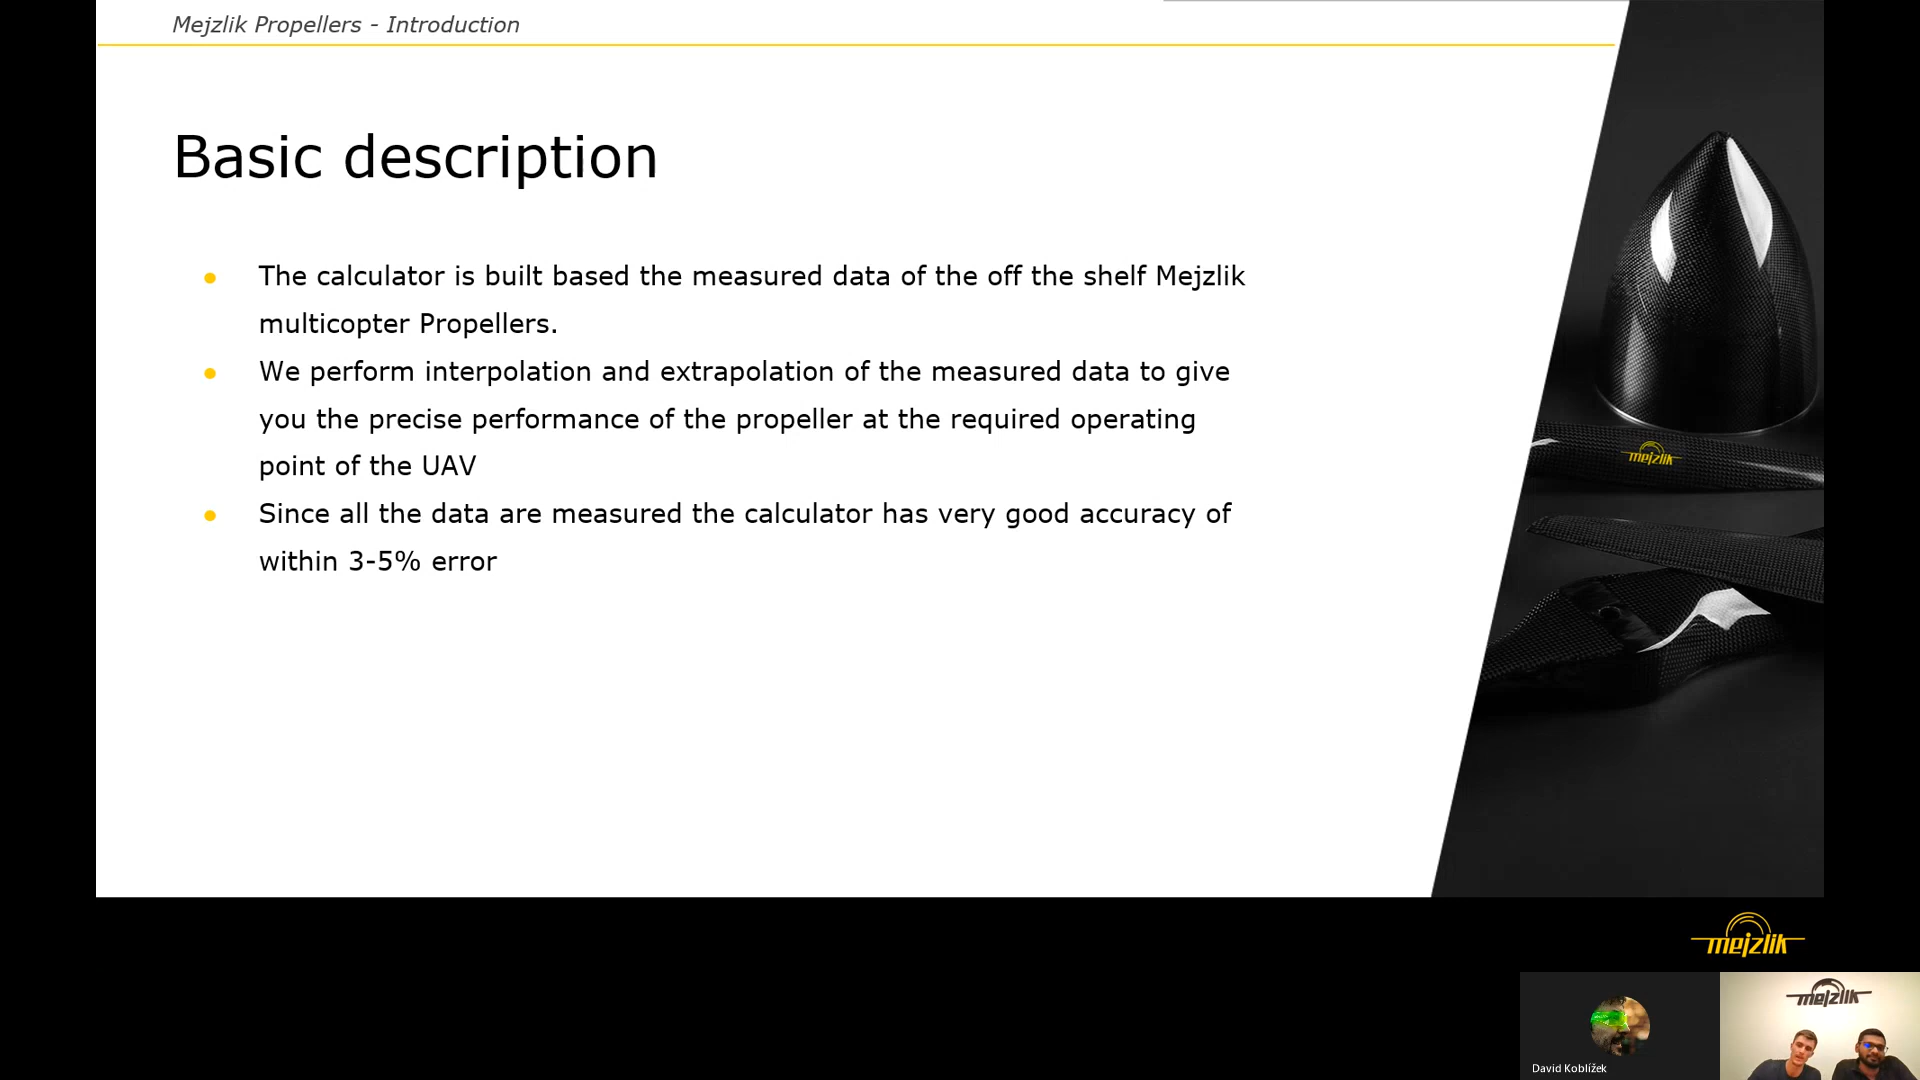 Mejzlik Propellers - Introduction
Basic description
The calculator is built based the measured data of the off the shelf Mejzlik
multicopter Propellers.
We perform interpolation and extrapolation of the measured data to give
you the precise performance of the propeller at the required operating
point of the UAV
Since all the data are measured the calculator has very good accuracy of
within 3-5% error
mejzlik
mejzlik
mejzlik
David Koblížek